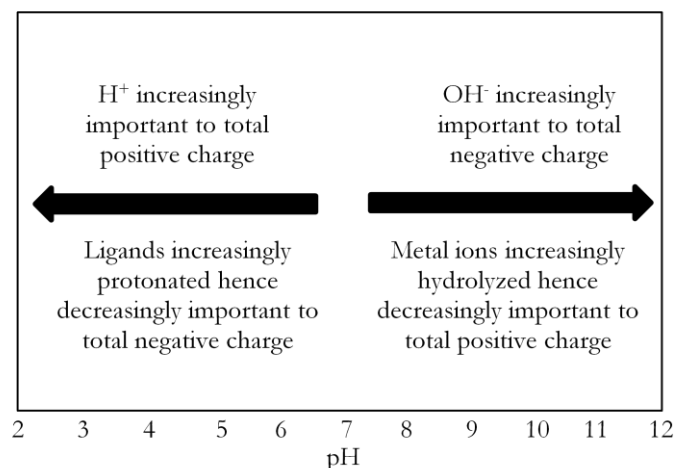 H⁺ increasingly
important to total
positive charge
OH⁻ increasingly
important to total
negative charge
Ligands increasingly
protonated hence
decreasingly important to
total negative charge
Metal ions increasingly
hydrolyzed hence
decreasingly important to
total positive charge
2 3 4 5 6 7 8 9 10 11 12
pH